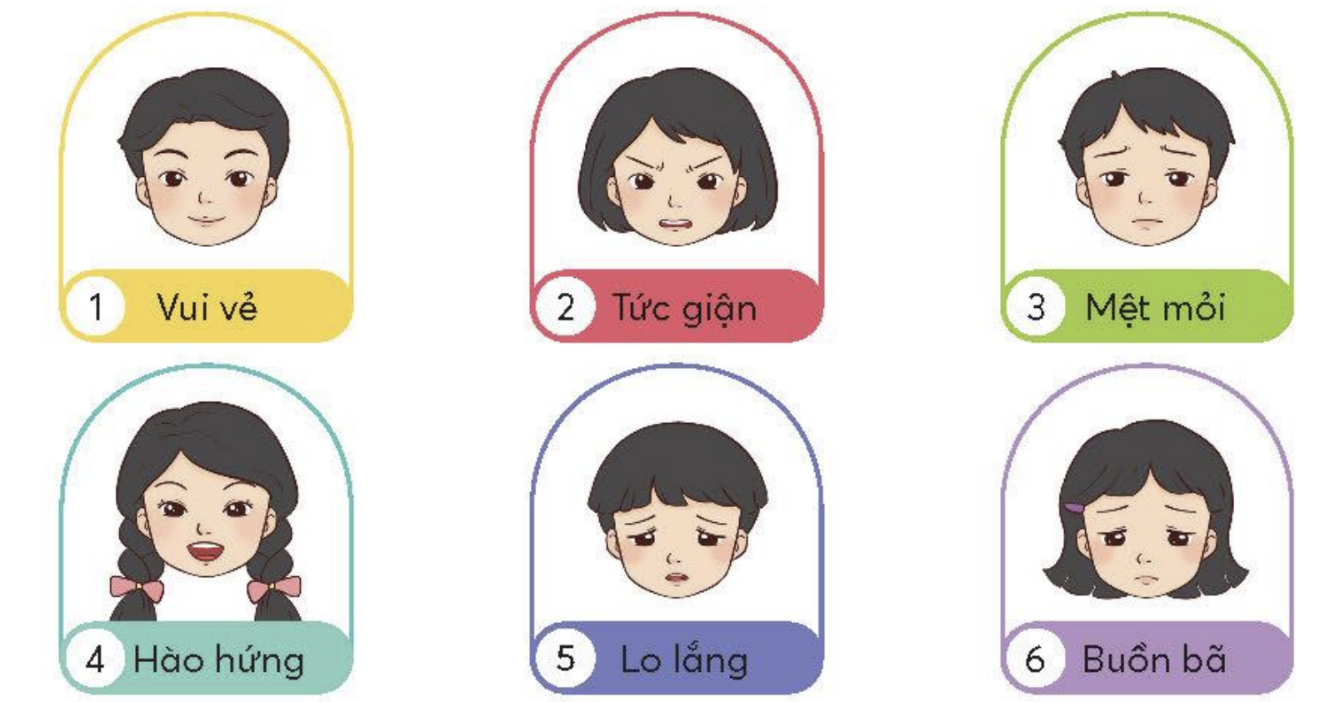 1 Vui vẻ
2 Tức giận
3 Mệt mỏi
4 Hào hứng
5 Lo lắng
6 Buồn bã